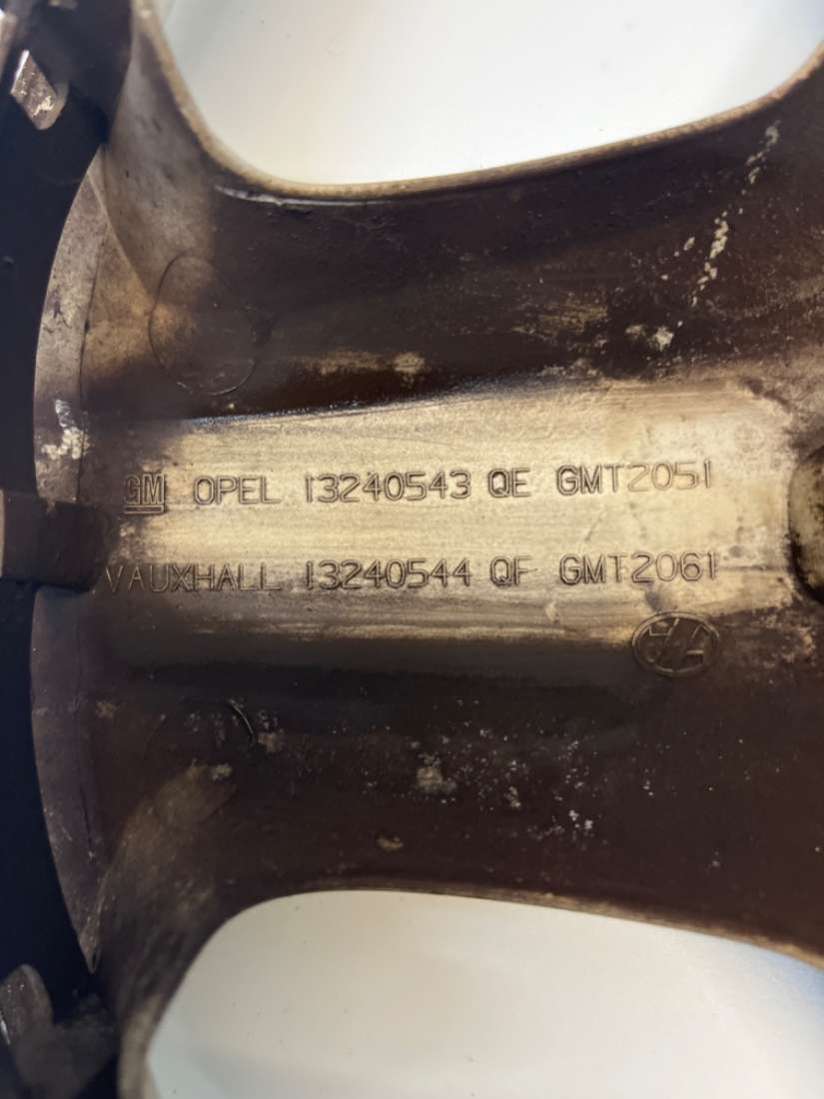 GM OPEL 13240543 QE GMT2051
VAUXHALL 13240544 QF GMT2061